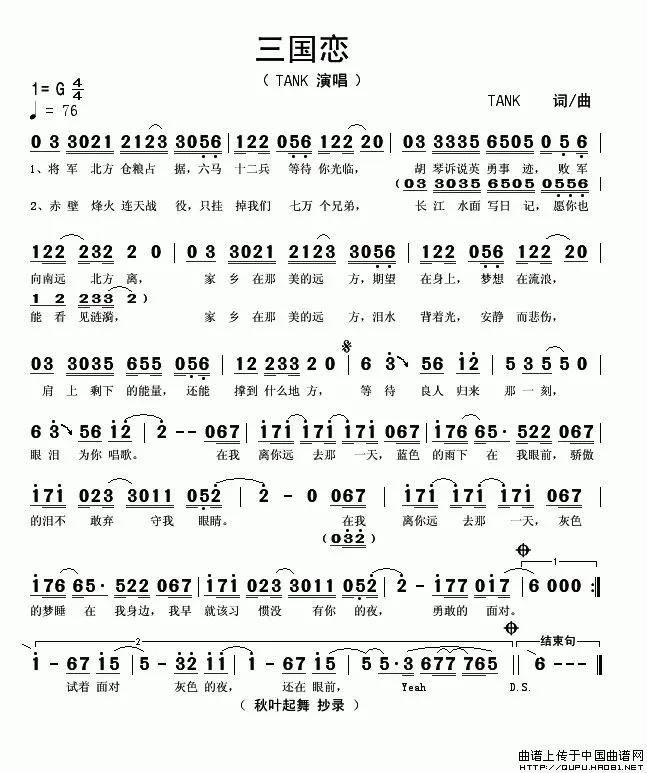 三国恋
( TANK 演唱 )
1= G 4/4
♩= 76
TANK 词/曲
0 3 3021 2123 3056 | 122 056 122 20 | 03 3335 6505 0 5 6 |
1、将 军 北方 仓粮占 据，六马 十二兵 等待 你光临， 胡 琴诉说英 勇事 迹， 败军
(03 3035 6505 0556
2、赤 壁 烽火 连天战 役，只挂 掉我们 七万 个兄弟， 长 江 水面 写日 记，愿你也
122 232 2 0 | 0 3 3021 2123 3056 | 122 056 122 20 |
向南远 北方 离， 家 乡在那 美的远 方，期望 在身上，梦想 在流浪，
1 2 233 2 )
能 看 见涟漪， 家 乡在那 美的远 方，泪水 背着光，安静 而悲伤，
03 3035 655 056 | 12 233 2 0 | 6 3 56 12 | 5 3 5 5 0 |
肩 上 剩下 的能量，还能 撑到 什么地 方， 等 待 良人 归来 那 一 刻，
6 3 56 12 | 2 - - 067 | 171 171 171 067 | 176 65· 522 067 |
眼 泪 为你 唱歌。 在我 离你远 去那 一天，蓝色 的雨下 在 我眼前，骄傲
171 023 3011 052 | 2 - 0 067 | 171 171 171 067 |
的泪不 敢弃 守我 眼睛。 在我 离你远 去那 一天，灰色
(032)
176 65· 522 067 | 171 023 3011 052 | 2 - 177 017 | 6 000 :||
1
的梦睡 在 我身边，我早 就该习 惯没 有你 的夜， 勇敢的 面对。
2
结束句
1 - 67 15 | 5 - 32 11 | 1 - 67 15 | 5 5·3 677 765 || 6 - - - ||
试着 面对 灰色 的夜， 还在 眼前， Yeah D.S.
( 秋叶起舞 抄录 )
曲谱上传于中国曲谱网
http://QUPU.HAO81.NET